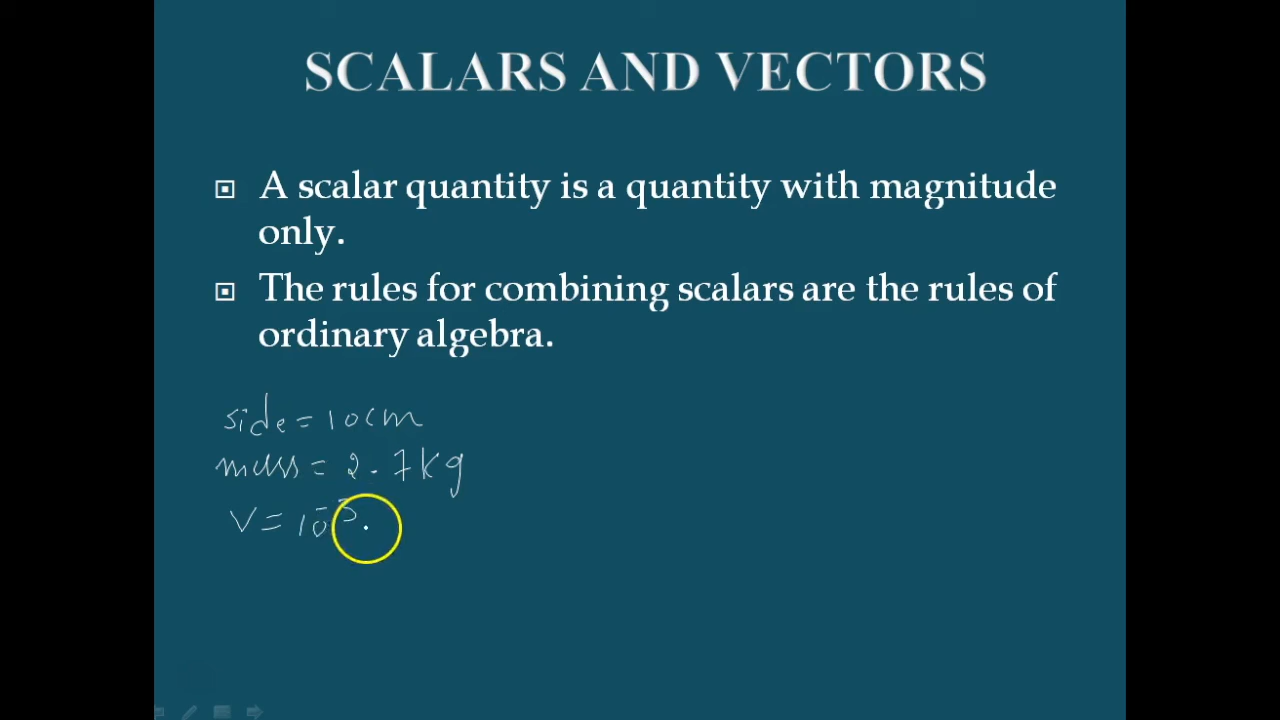 SCALARS AND VECTORS
A scalar quantity is a quantity with magnitude
only.
The rules for combining scalars are the rules of
ordinary algebra.
side = 10cm
mass = 2.7kg
V = 10⁻³